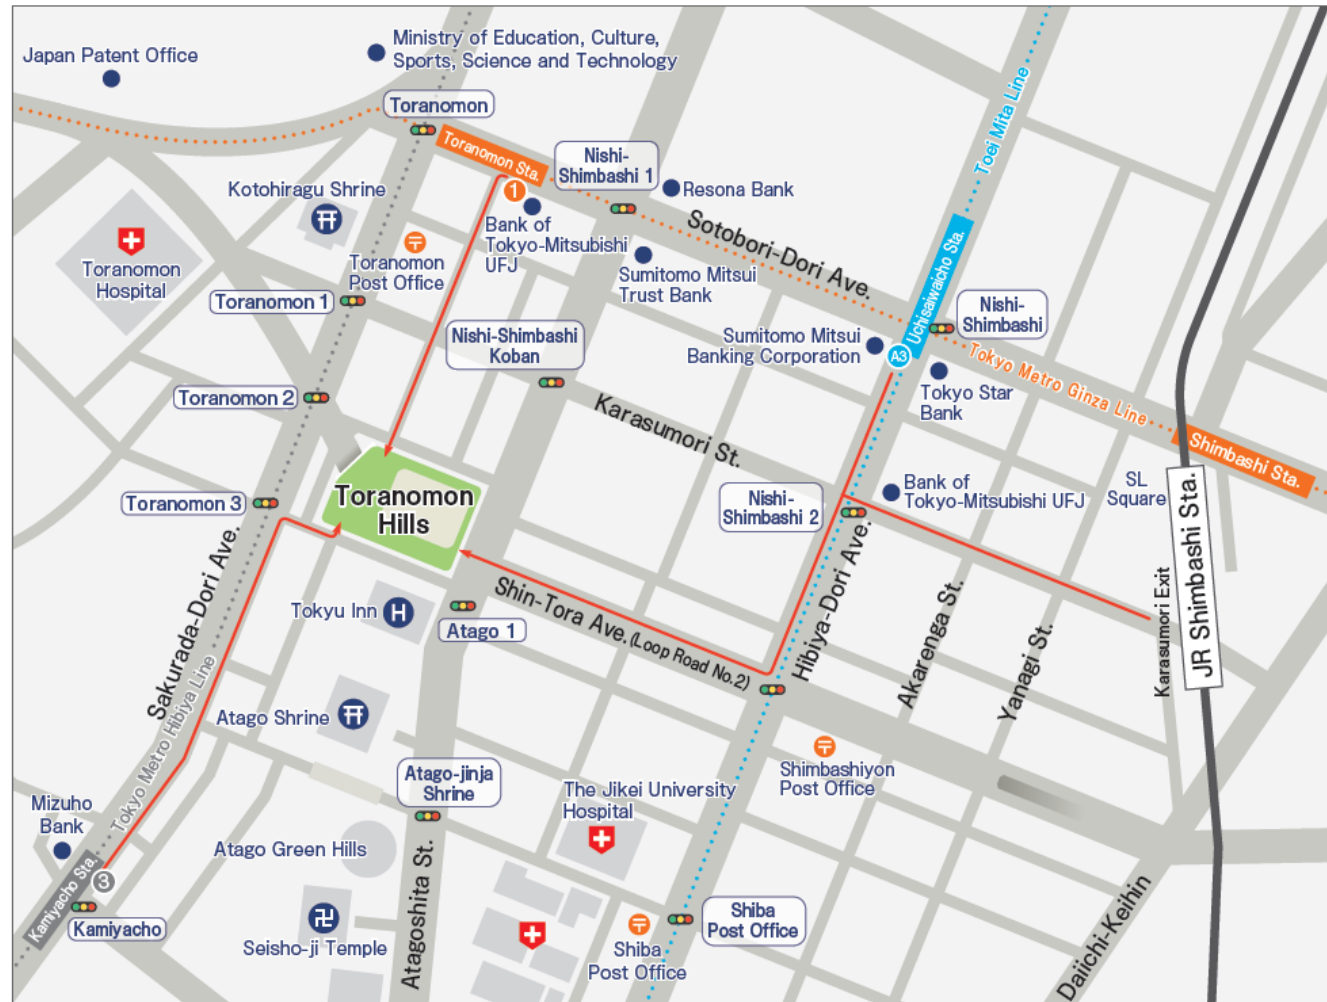 Ministry of Education, Culture,
Sports, Science and Technology
Japan Patent Office
Toranomon
Toranomon Sta.
1
Nishi-
Shimbashi 1
Resona Bank
Toei Mita Line
Kotohiragu Shrine
Bank of
Tokyo-Mitsubishi
UFJ
Sotobori-Dori Ave.
Toranomon
Post Office
Toranomon
Hospital
Sumitomo Mitsui
Trust Bank
Uchisaiwaicho Sta.
Toranomon 1
Nishi-
Shimbashi
Nishi-Shimbashi
Koban
Sumitomo Mitsui
Banking Corporation
A3
Tokyo Metro Ginza Line
Tokyo Star
Bank
Toranomon 2
Karasumori St.
Shimbashi Sta.
Toranomon
Hills
Toranomon 3
Nishi-
Shimbashi 2
Bank of
Tokyo-Mitsubishi UFJ
SL
Square
JR Shimbashi Sta.
Sakurada-Dori Ave.
Hibiya-Dori Ave.
Karasumori Exit
Tokyu Inn
H
Atago 1
Shin-Tora Ave. (Loop Road No.2)
Akarenga St.
Yanagi St.
Tokyo Metro Hibiya Line
Atago Shrine
Atago-jinja
Shrine
The Jikei University
Hospital
Shimbashiyon
Post Office
Mizuho
Bank
Atago Green Hills
Kamiyacho Sta.
3
Kamiyacho
Seisho-ji Temple
Atagoshita St.
Shiba
Post Office
Shiba
Post Office
Daiichi-Keihin